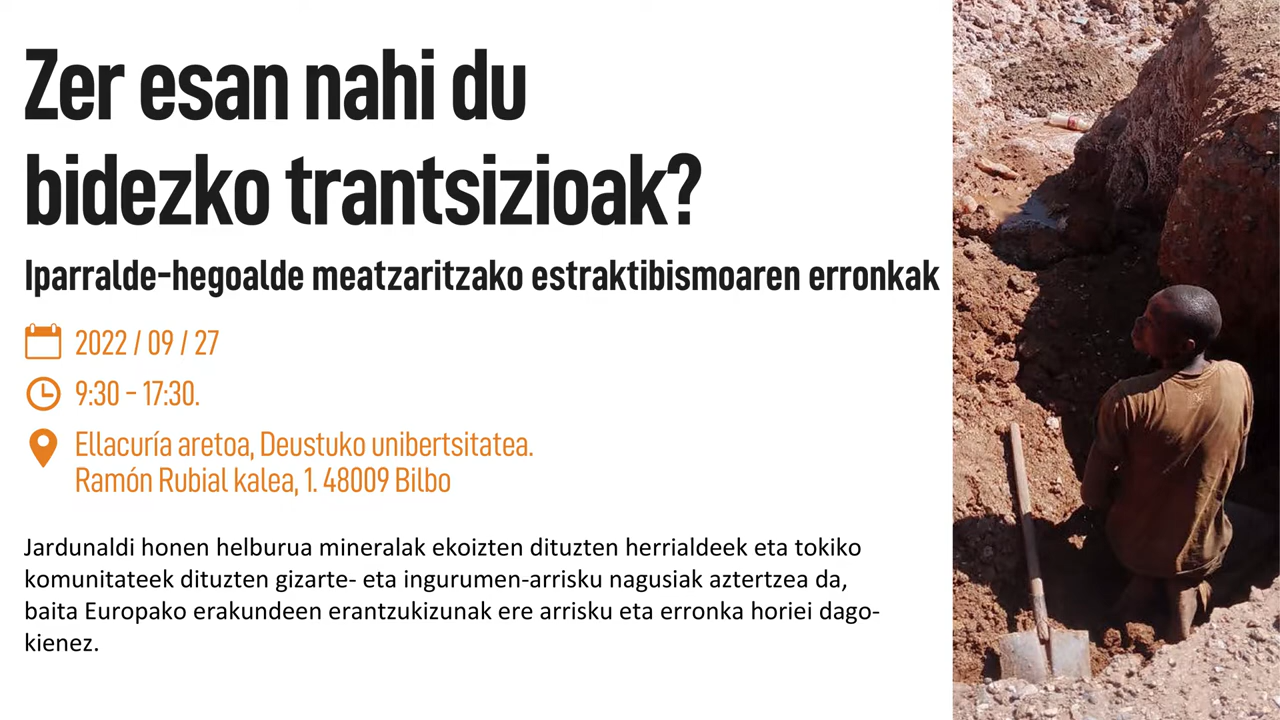 Zer esan nahi du
bidezko trantsizioak?
Iparralde-hegoalde meatzaritzako estraktibismoaren erronkak
2022 / 09 / 27
9:30 – 17:30.
Ellacuría aretoa, Deustuko unibertsitatea.
Ramón Rubial kalea, 1. 48009 Bilbo
Jardunaldi honen helburua mineralak ekoizten dituzten herrialdeek eta tokiko
komunitateek dituzten gizarte- eta ingurumen-arrisku nagusiak aztertzea da,
baita Europako erakundeen erantzukizunak ere arrisku eta erronka horiei dago-
kienez.